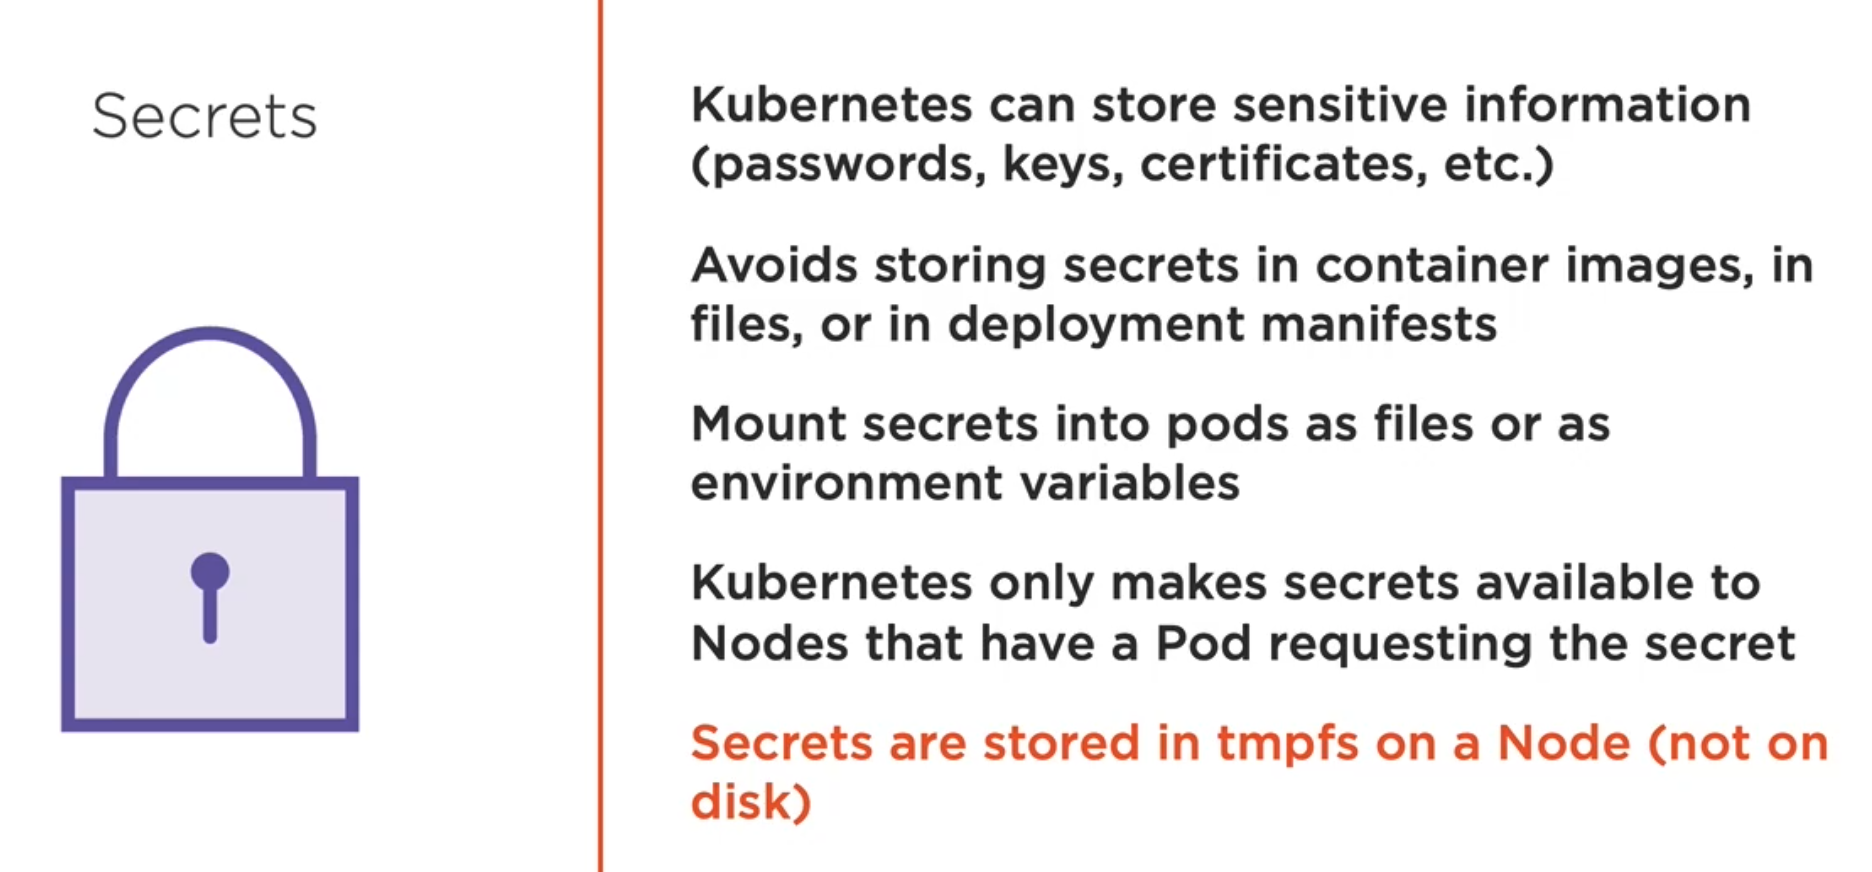 Secrets
Kubernetes can store sensitive information
(passwords, keys, certificates, etc.)
Avoids storing secrets in container images, in
files, or in deployment manifests
Mount secrets into pods as files or as
environment variables
Kubernetes only makes secrets available to
Nodes that have a Pod requesting the secret
Secrets are stored in tmpfs on a Node (not on
disk)